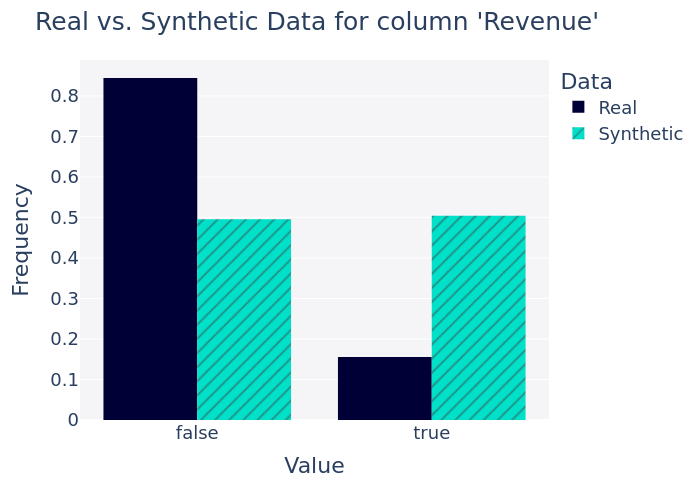 Real vs. Synthetic Data for column 'Revenue'
Data
Real
Synthetic
Frequency
0.8
0.7
0.6
0.5
0.4
0.3
0.2
0.1
0
false
true
Value